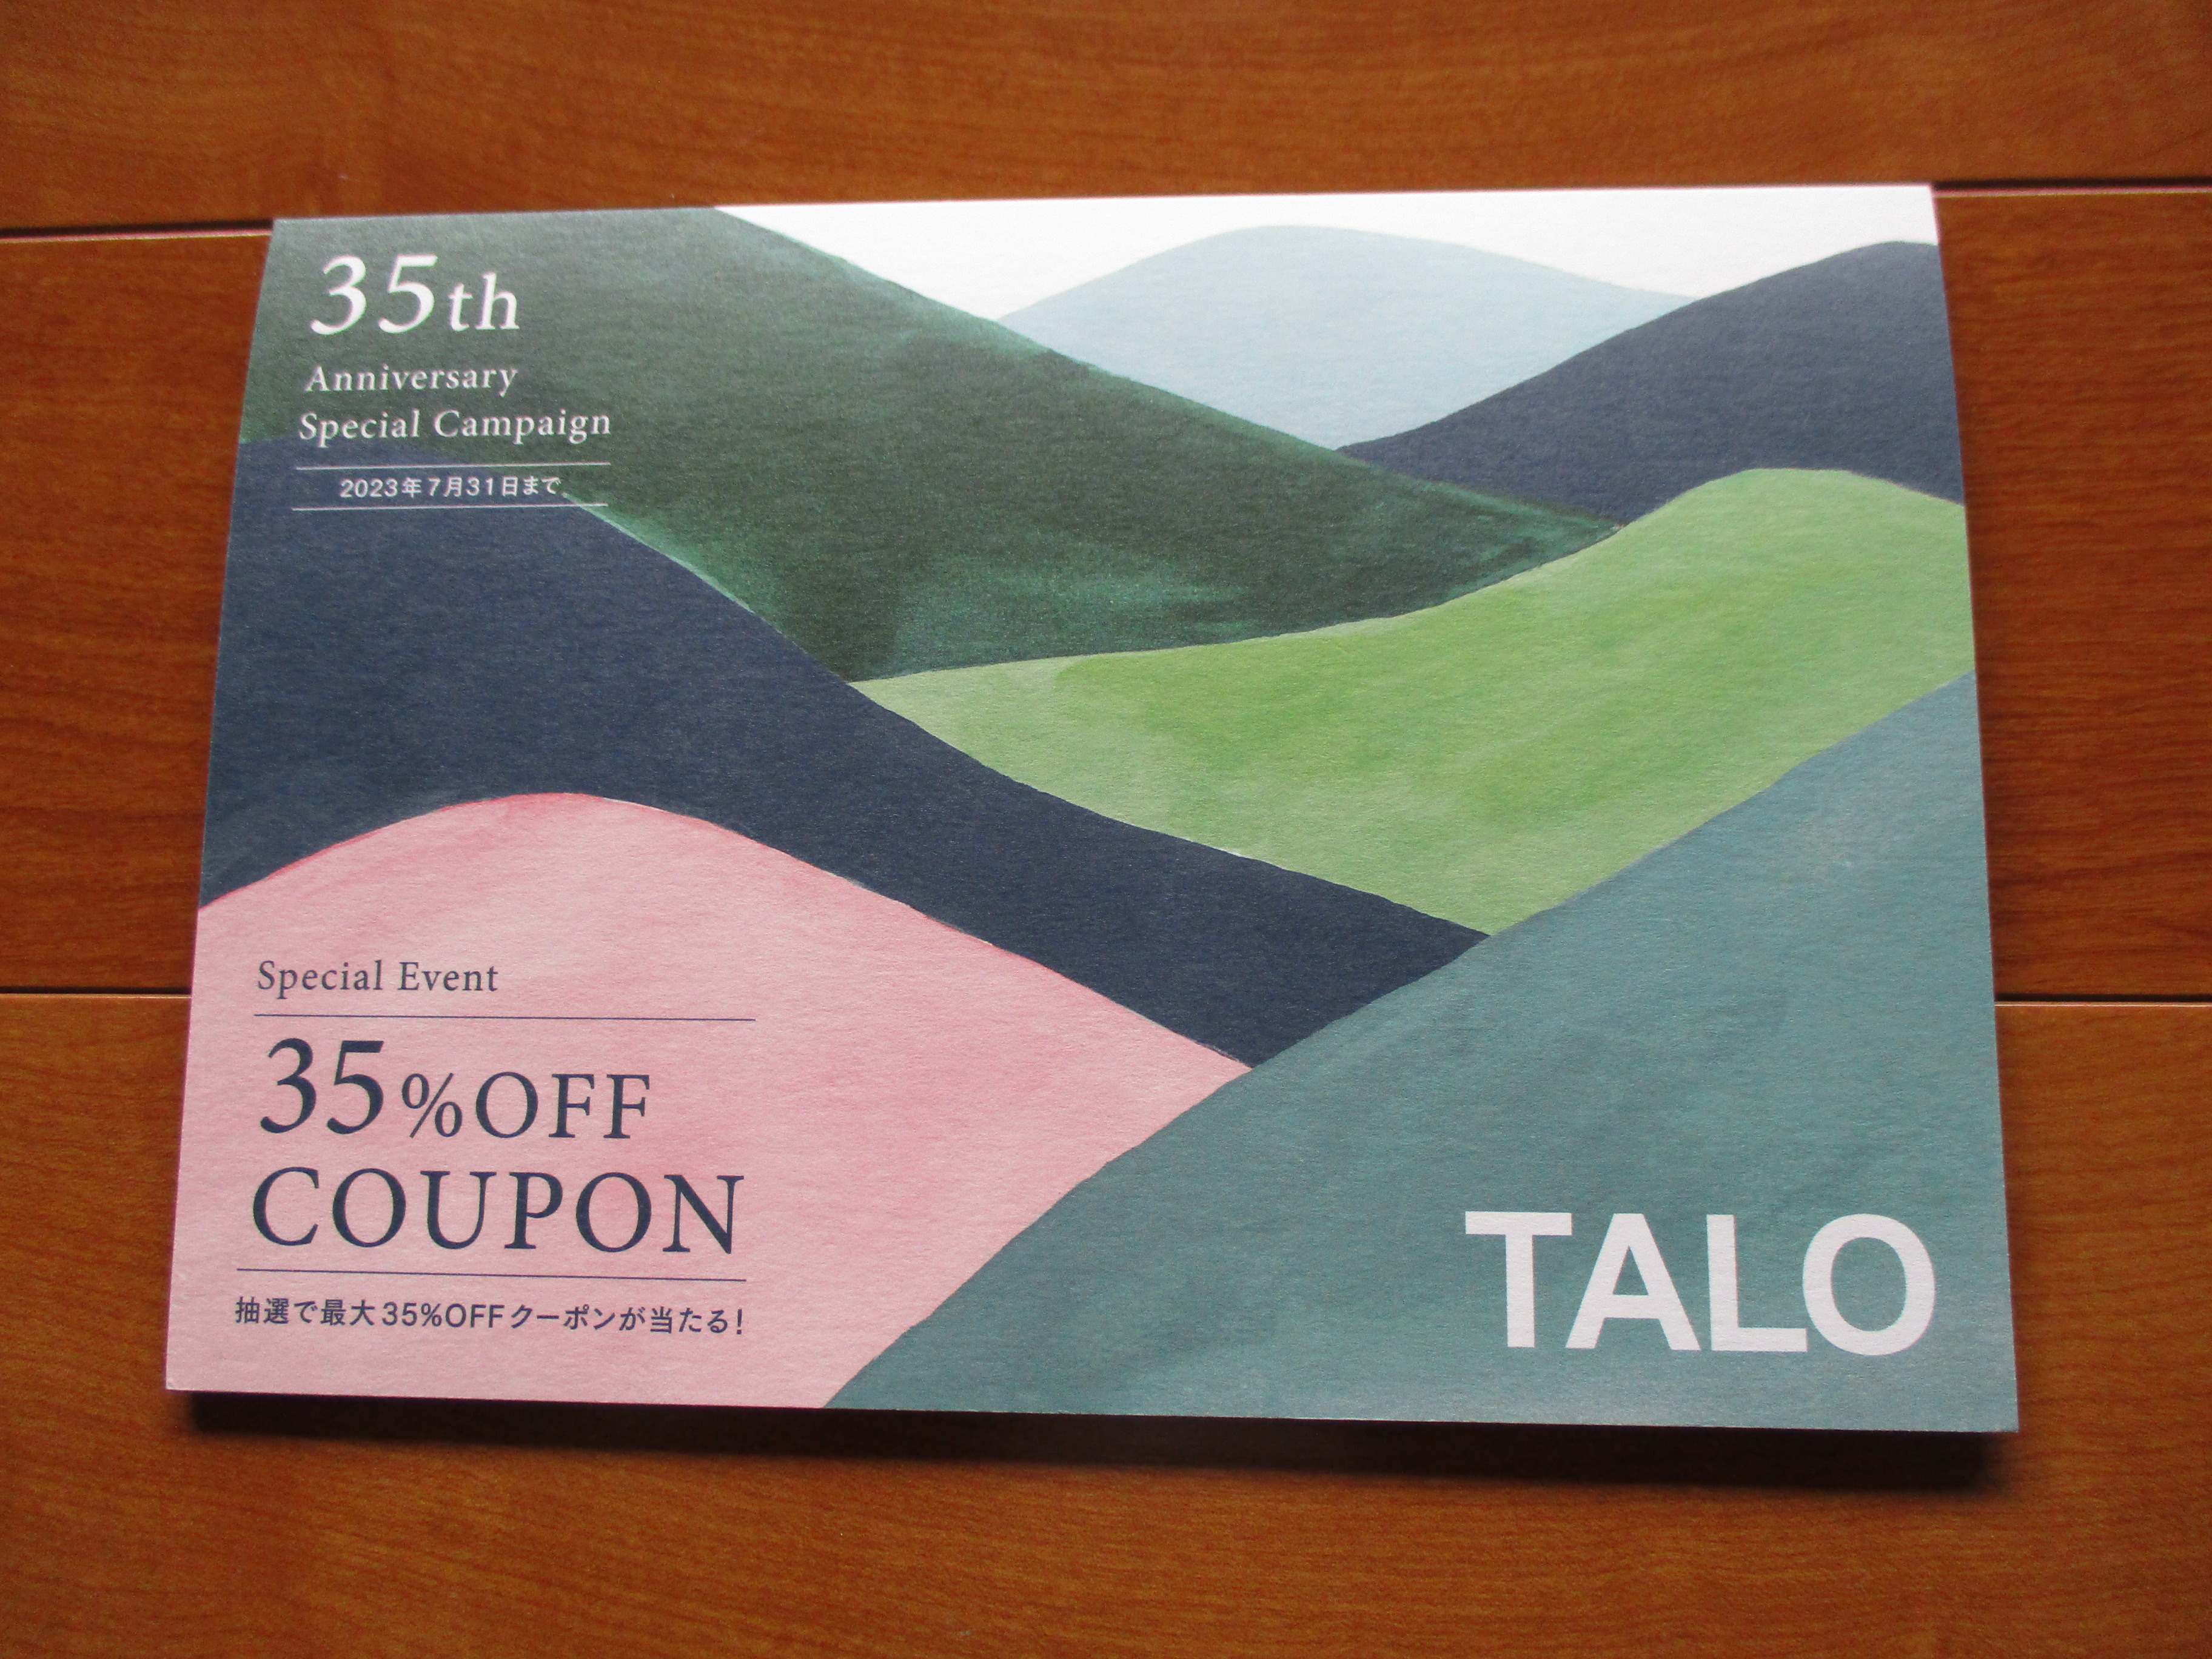 35th
Anniversary
Special Campaign
2023年7月31日まで
Special Event
35%OFF
COUPON
抽選で最大35%OFFクーポンが当たる!
TALO